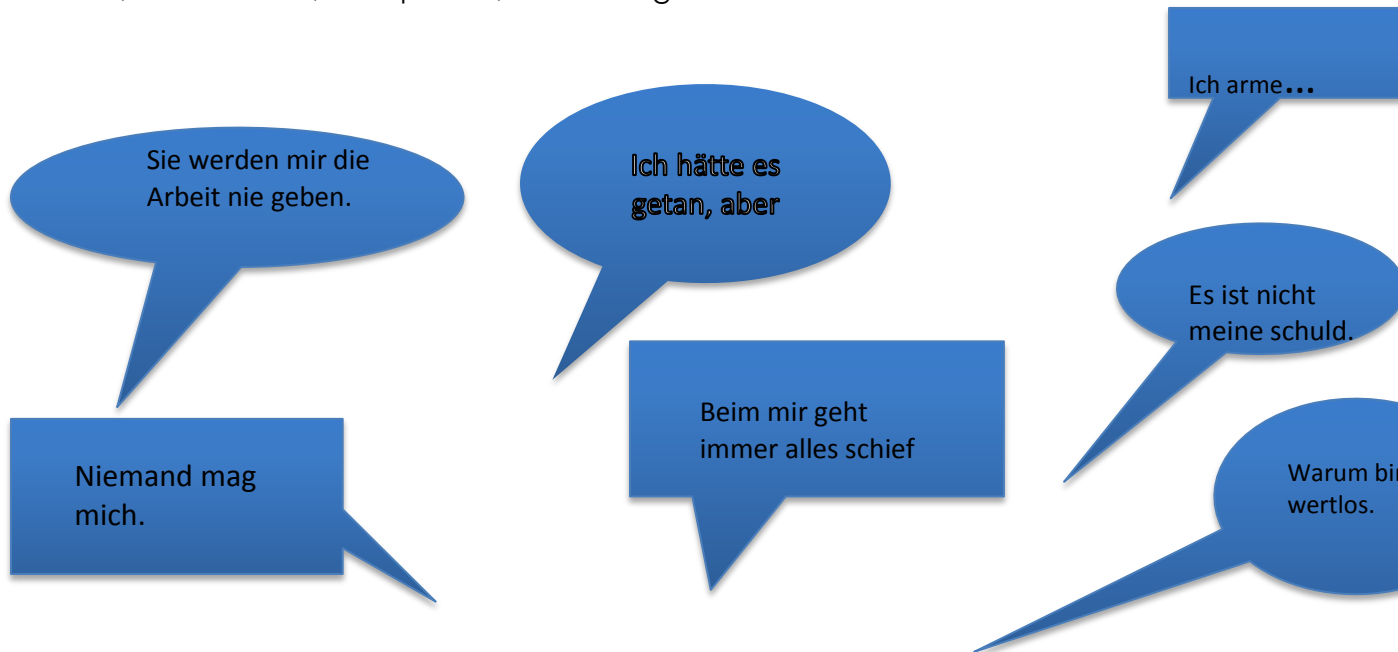 Ich arme...
Sie werden mir die
Arbeit nie geben.
Ich hätte es
getan, aber
Es ist nicht
meine schuld.
Beim mir geht
immer alles schief
Niemand mag
mich.
Warum
wertlos.